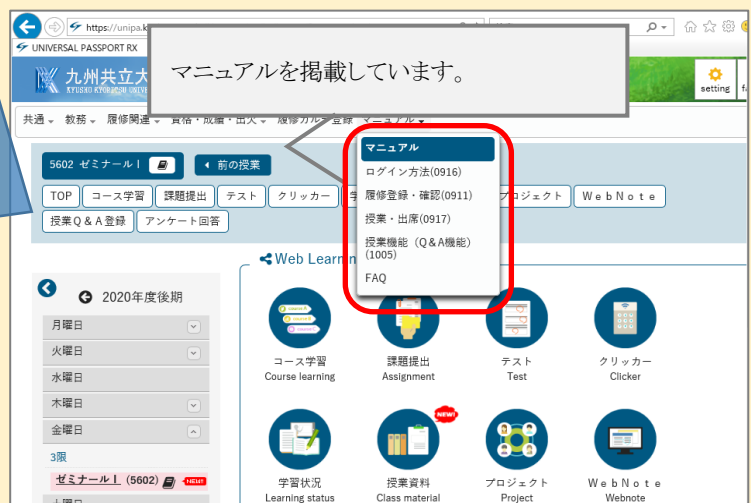 https://unipa.k
UNIVERSAL PASSPORT RX
マニュアルを掲載しています。
九州共立大
KYUSHU KYORITSU UNIVE
setting
共通 教務 履修関連 資格・成績・出欠 履修カル 登録 マニュアル
5602 ゼミナールⅠ 前の授業
マニュアル
ログイン方法(0916)
履修登録・確認(0911)
授業・出席(0917)
授業機能（Q&A機能）
(1005)
FAQ
TOP コース学習 課題提出 テスト クリッカー プロジェクト ＷｅｂＮｏｔｅ
授業Ｑ＆Ａ登録 アンケート回答
Web Learnin
2020年度後期
月曜日
火曜日
水曜日
木曜日
金曜日
3限
ゼミナールⅠ (5602) NEW!!
コース学習
Course learning
課題提出
Assignment
テスト
Test
クリッカー
Clicker
NEW!
学習状況
Learning status
授業資料
Class material
プロジェクト
Project
ＷｅｂＮｏｔｅ
Webnote